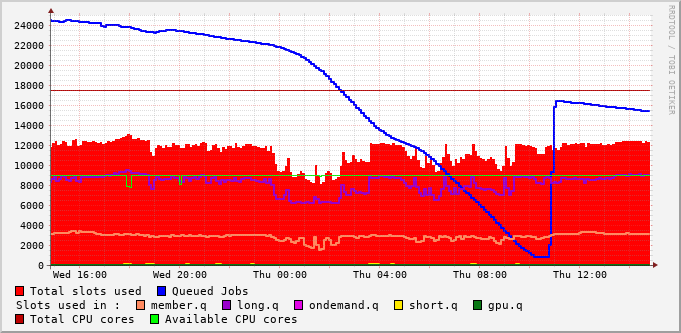 RRDTOOL / TOBI OETIKER
24000
22000
20000
18000
16000
14000
12000
10000
8000
6000
4000
2000
0
Wed 16:00 Wed 20:00 Thu 00:00 Thu 04:00 Thu 08:00 Thu 12:00
Total slots used Queued Jobs
Slots used in : member.q long.q ondemand.q short.q gpu.q
Total CPU cores Available CPU cores